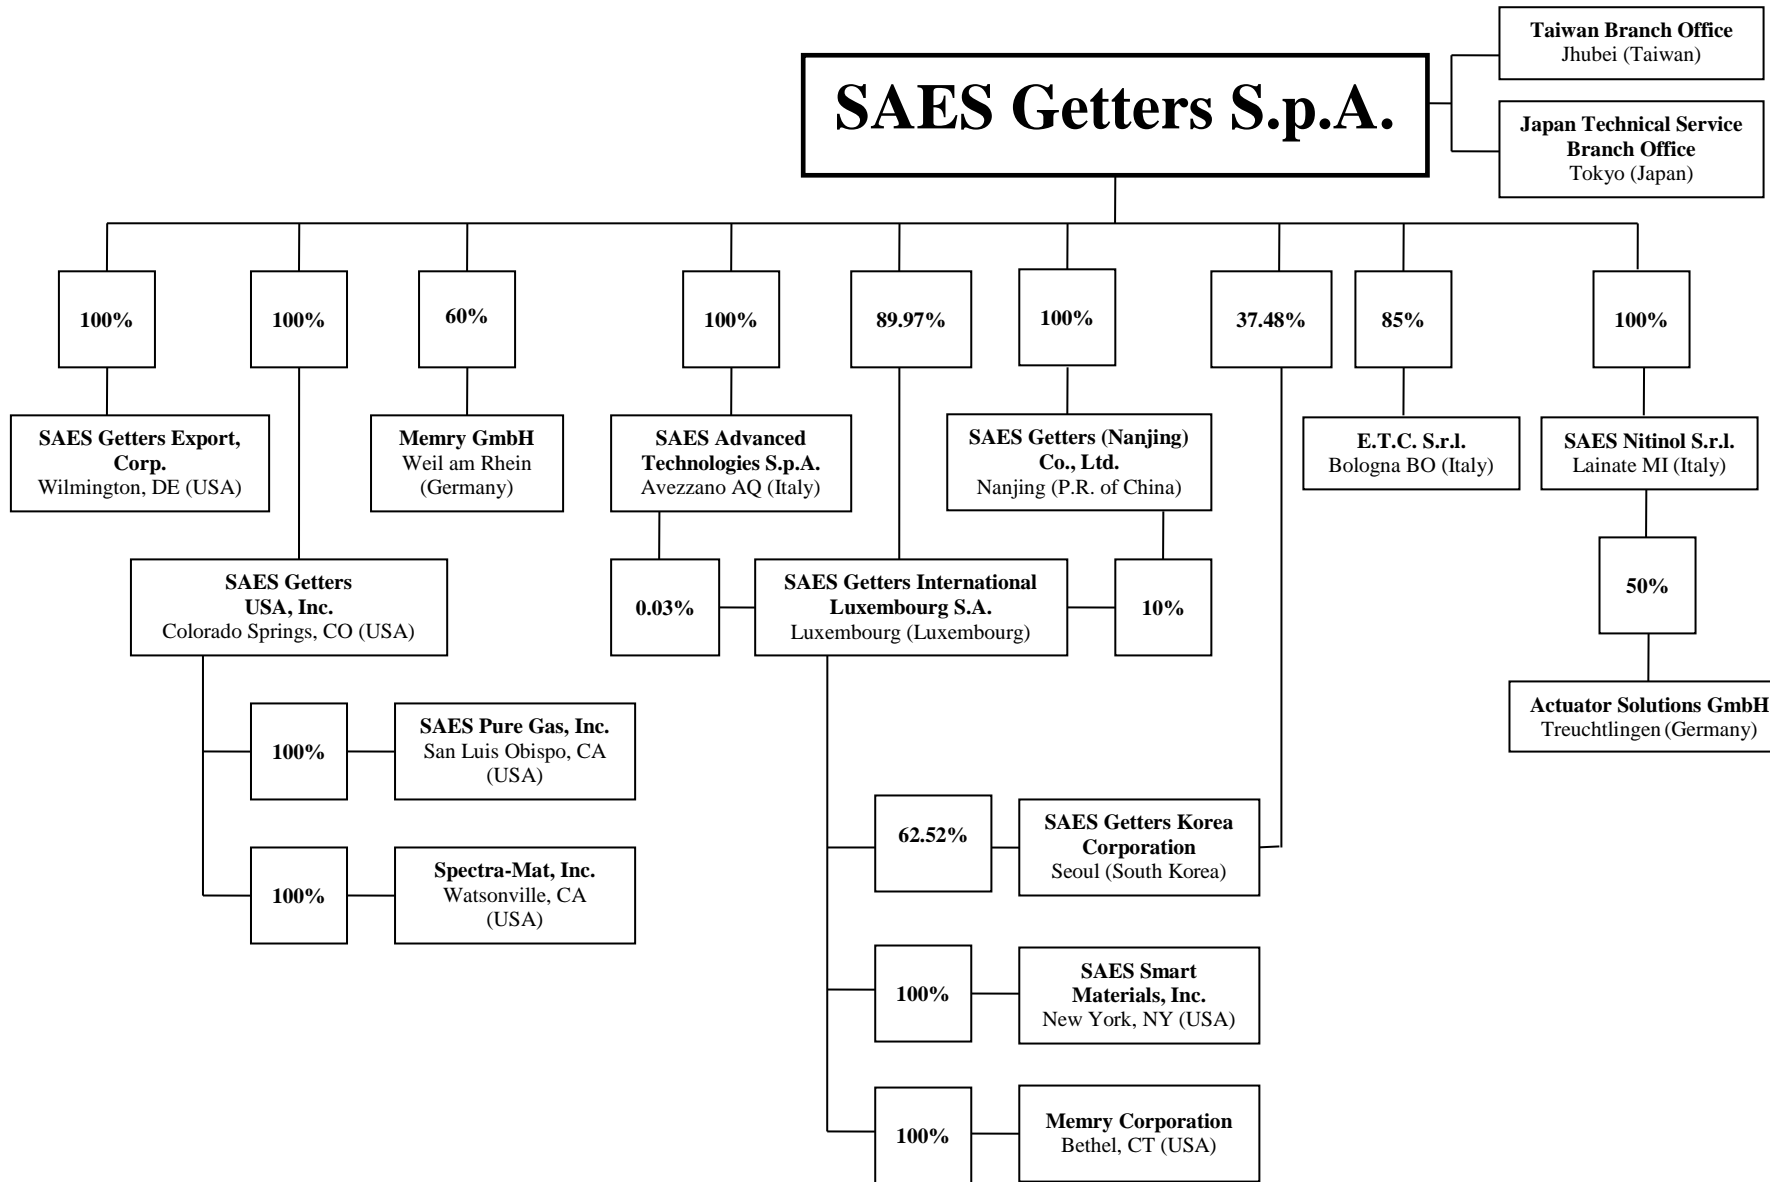 Taiwan Branch Office
Jhubei (Taiwan)
SAES Getters S.p.A.
Japan Technical Service
Branch Office
Tokyo (Japan)
100%
100%
60%
100%
89.97%
100%
37.48%
85%
100%
SAES Getters Export,
Corp.
Wilmington, DE (USA)
Memry GmbH
Weil am Rhein
(Germany)
SAES Advanced
Technologies S.p.A.
Avezzano AQ (Italy)
SAES Getters (Nanjing)
Co., Ltd.
Nanjing (P.R. of China)
E.T.C. S.r.l.
Bologna BO (Italy)
SAES Nitinol S.r.l.
Lainate MI (Italy)
SAES Getters
USA, Inc.
Colorado Springs, CO (USA)
0.03%
SAES Getters International
Luxembourg S.A.
Luxembourg (Luxembourg)
10%
50%
SAES Pure Gas, Inc.
San Luis Obispo, CA
(USA)
100%
Actuator Solutions GmbH
Treuchtlingen (Germany)
62.52%
SAES Getters Korea
Corporation
Seoul (South Korea)
100%
Spectra-Mat, Inc.
Watsonville, CA
(USA)
100%
SAES Smart
Materials, Inc.
New York, NY (USA)
100%
Memry Corporation
Bethel, CT (USA)